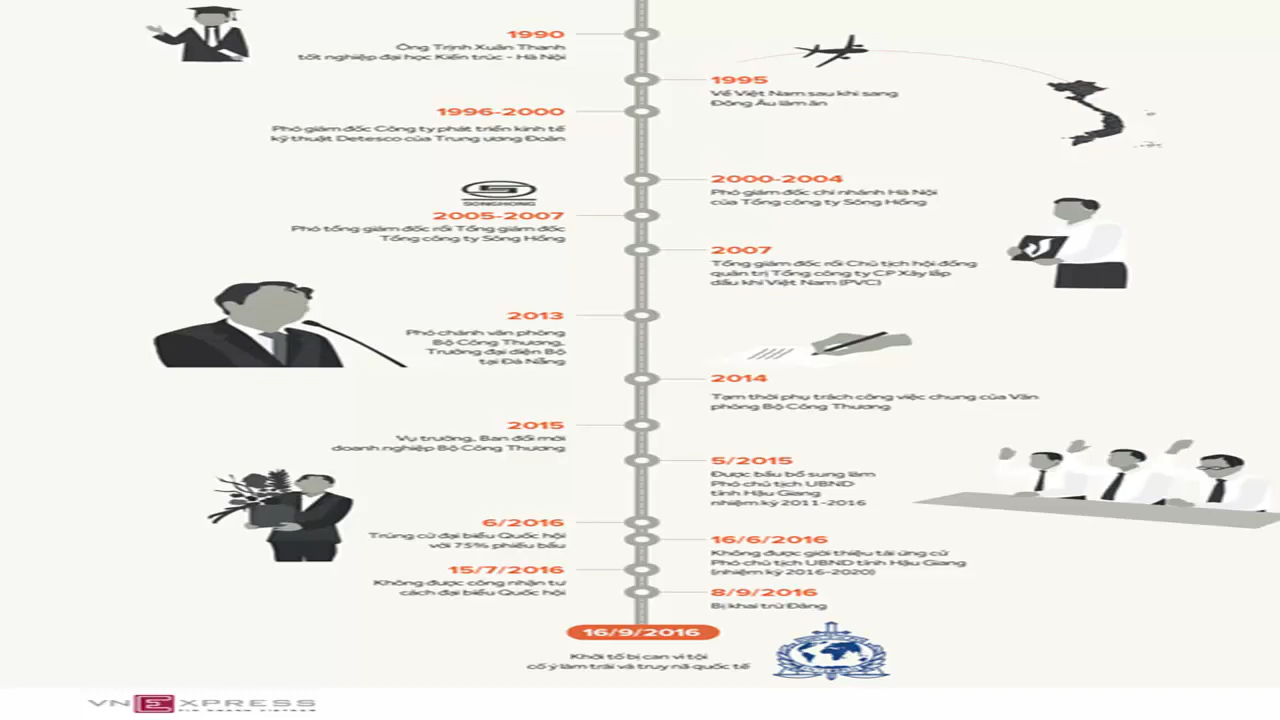 1990
Ông Trịnh Xuân Thanh
tốt nghiệp đại học Kiến trúc - Hà Nội
1995
Về Việt Nam sau khi sang
Đông Âu làm ăn
1996-2000
Phó giám đốc Công ty phát triển kinh tế
kỹ thuật Detesco của Trung ương Đoàn
2000-2004
Phó giám đốc chi nhánh Hà Nội
của Tổng công ty Sông Hồng
SONGHONG
2005-2007
Phó tổng giám đốc rồi Tổng giám đốc
Tổng công ty Sông Hồng
2007
Tổng giám đốc rồi Chủ tịch hội đồng
quản trị Tổng công ty CP Xây lắp
dầu khí Việt Nam (PVC)
2013
Phó chánh văn phòng
Bộ Công Thương,
Trưởng đại diện Bộ
tại Đà Nẵng
2014
Tạm thời phụ trách công việc chung của Văn
phòng Bộ Công Thương
2015
Vụ trưởng, Ban đổi mới
doanh nghiệp Bộ Công Thương
5/2015
Được bầu bổ sung làm
Phó chủ tịch UBND
tỉnh Hậu Giang
nhiệm kỳ 2011-2016
6/2016
Trúng cử đại biểu Quốc hội
với 75% phiếu bầu
16/6/2016
Không được giới thiệu tái ứng cử
Phó chủ tịch UBND tỉnh Hậu Giang
(nhiệm kỳ 2016-2020)
15/7/2016
Không được công nhận tư
cách đại biểu Quốc hội
8/9/2016
Bị khai trừ Đảng
16/9/2016
Khởi tố bị can vì tội
cố ý làm trái và truy nã quốc tế
VNEXPRESS